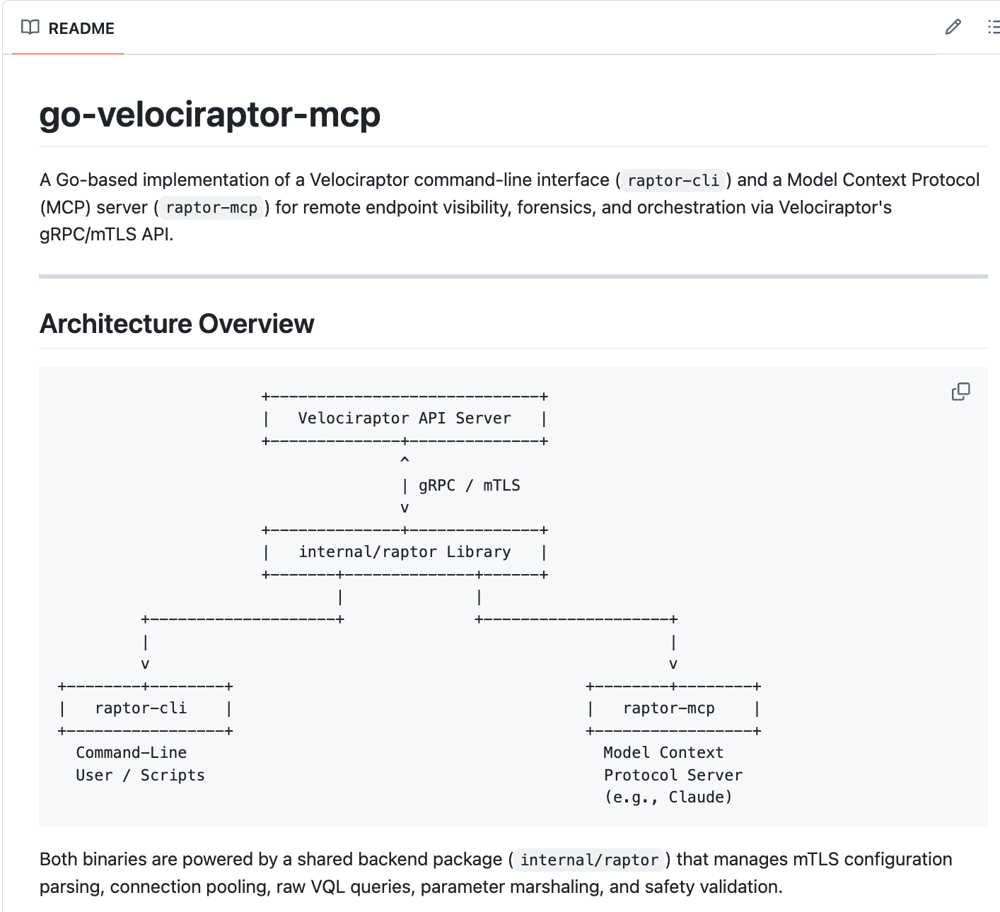 README
go-velociraptor-mcp
A Go-based implementation of a Velociraptor command-line interface (raptor-cli) and a Model Context Protocol
(MCP) server (raptor-mcp) for remote endpoint visibility, forensics, and orchestration via Velociraptor's
gRPC/mTLS API.
Architecture Overview
                      +-----------------------------+
                      |   Velociraptor API Server   |
                      +--------------+--------------+
                                     ^
                                     | gRPC / mTLS
                                     v
                      +--------------+--------------+
                      |   internal/raptor Library   |
                      +-------+--------------+------+
                              |              |
         +--------------------+              +--------------------+
         |                                                        |
         v                                                        v
+--------+--------+                                      +--------+--------+
|   raptor-cli    |                                      |   raptor-mcp    |
+-----------------+                                      +-----------------+
  Command-Line                                             Model Context
  User / Scripts                                           Protocol Server
                                                           (e.g., Claude)
Both binaries are powered by a shared backend package (internal/raptor) that manages mTLS configuration
parsing, connection pooling, raw VQL queries, parameter marshaling, and safety validation.